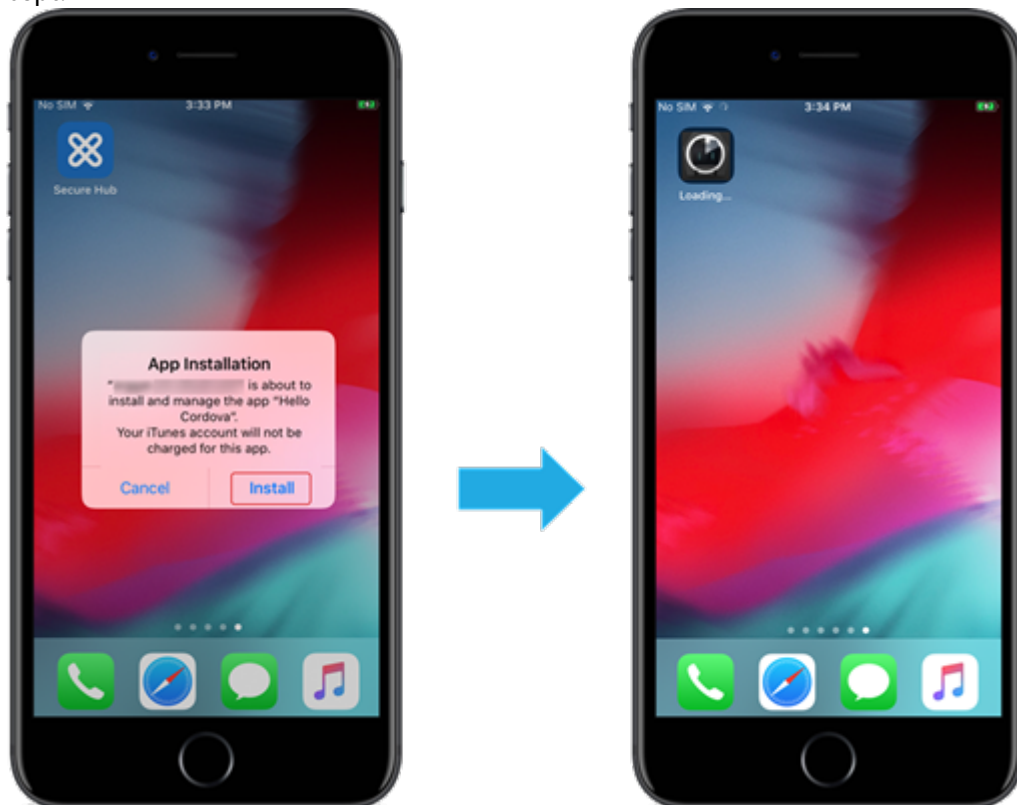 No SIM 3:33 PM
Secure Hub
App Installation
" " is about to
install and manage the app "Hello
Cordova".
Your iTunes account will not be
charged for this app.
Cancel Install
No SIM 3:34 PM
Loading...